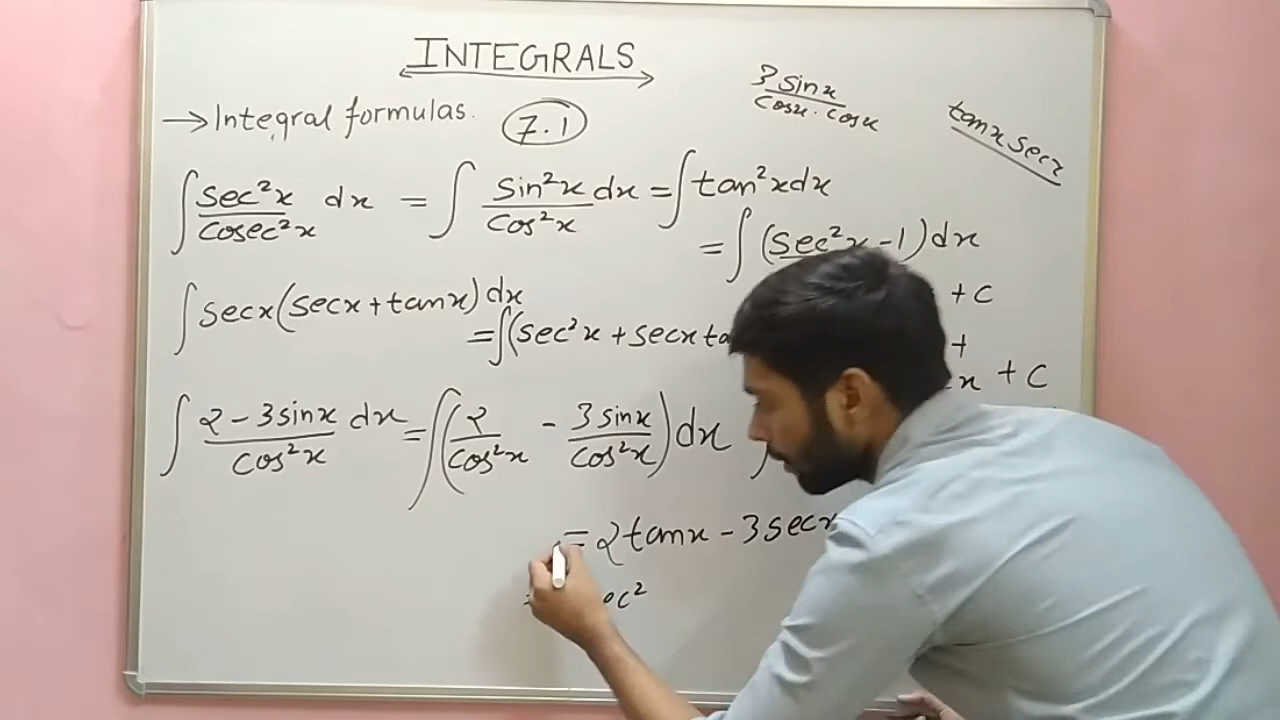 INTEGRALS
→ Integral formulas. 7.1
3 sinx / cosx . cosx
tanx secx
∫ sec²x / cosec²x dx = ∫ sin²x / cos²x dx = ∫ tan²x dx
= ∫ (sec²x - 1) dx
+ C
∫ secx (secx + tanx) dx
= ∫ (sec²x + secx
+
x + C
∫ 2 - 3 sinx / cos²x dx = ∫ (2 / cos²x - 3 sinx / cos²x) dx ∫
= 2 tanx - 3 secx